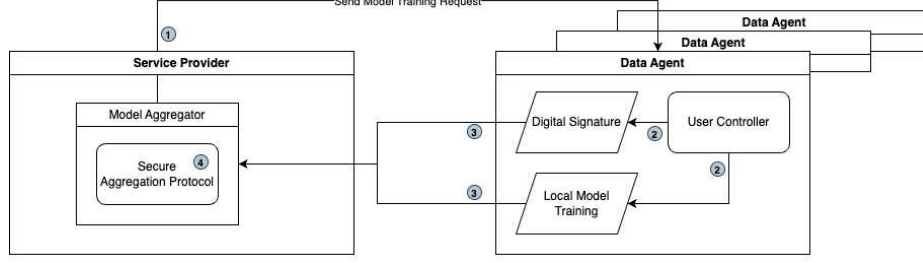 Send Model Training Request
1
Data Agent
Data Agent
Service Provider
Data Agent
Model Aggregator
Digital Signature
User Controller
3
2
4
Secure
Aggregation Protocol
2
3
Local Model
Training